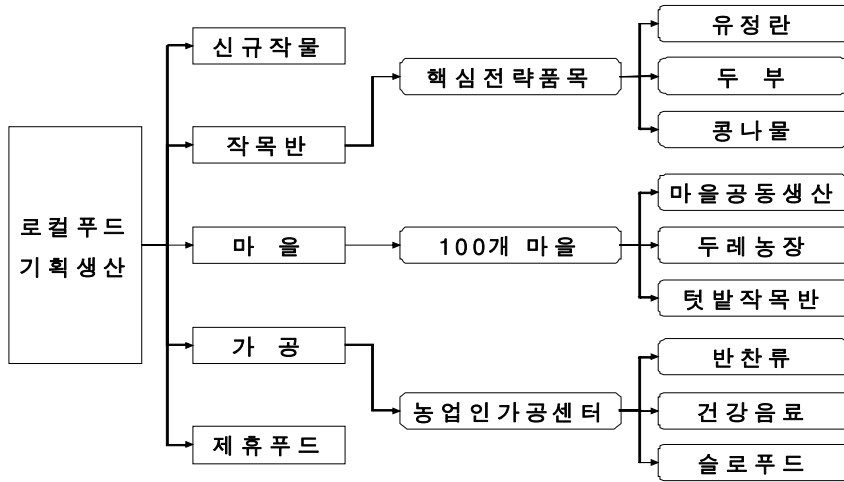 로컬푸드
기획생산
신규작물
작목반
마을
가공
제휴푸드
핵심전략품목
100개 마을
농업인가공센터
유정란
두부
콩나물
마을공동생산
두레농장
텃밭작목반
반찬류
건강음료
슬로푸드